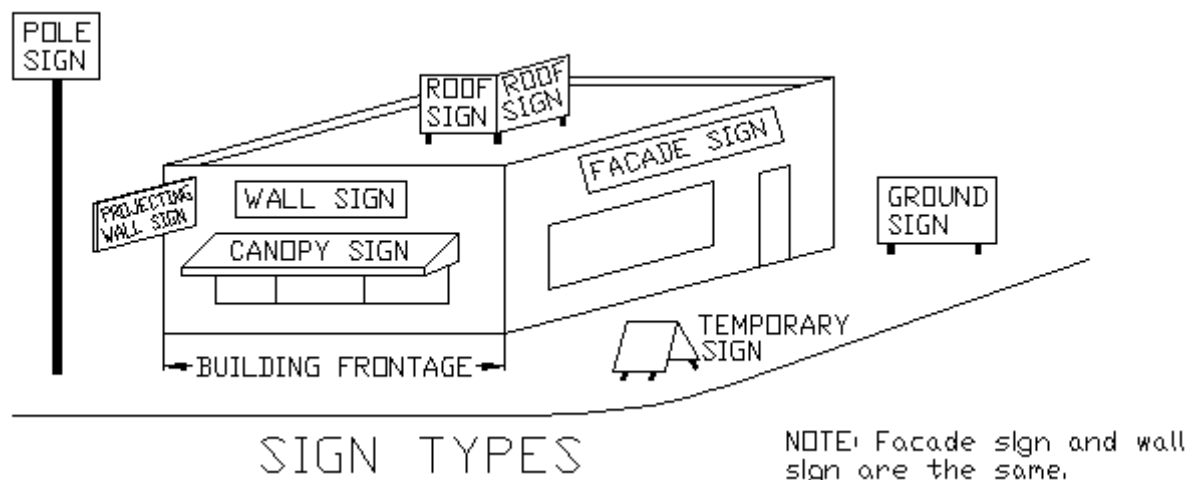 POLE
SIGN
ROOF
SIGN
ROOF
SIGN
FACADE SIGN
PROJECTING
WALL SIGN
WALL SIGN
GROUND
SIGN
CANOPY SIGN
TEMPORARY
SIGN
BUILDING FRONTAGE
SIGN TYPES
NOTE: Facade sign and wall
sign are the same.